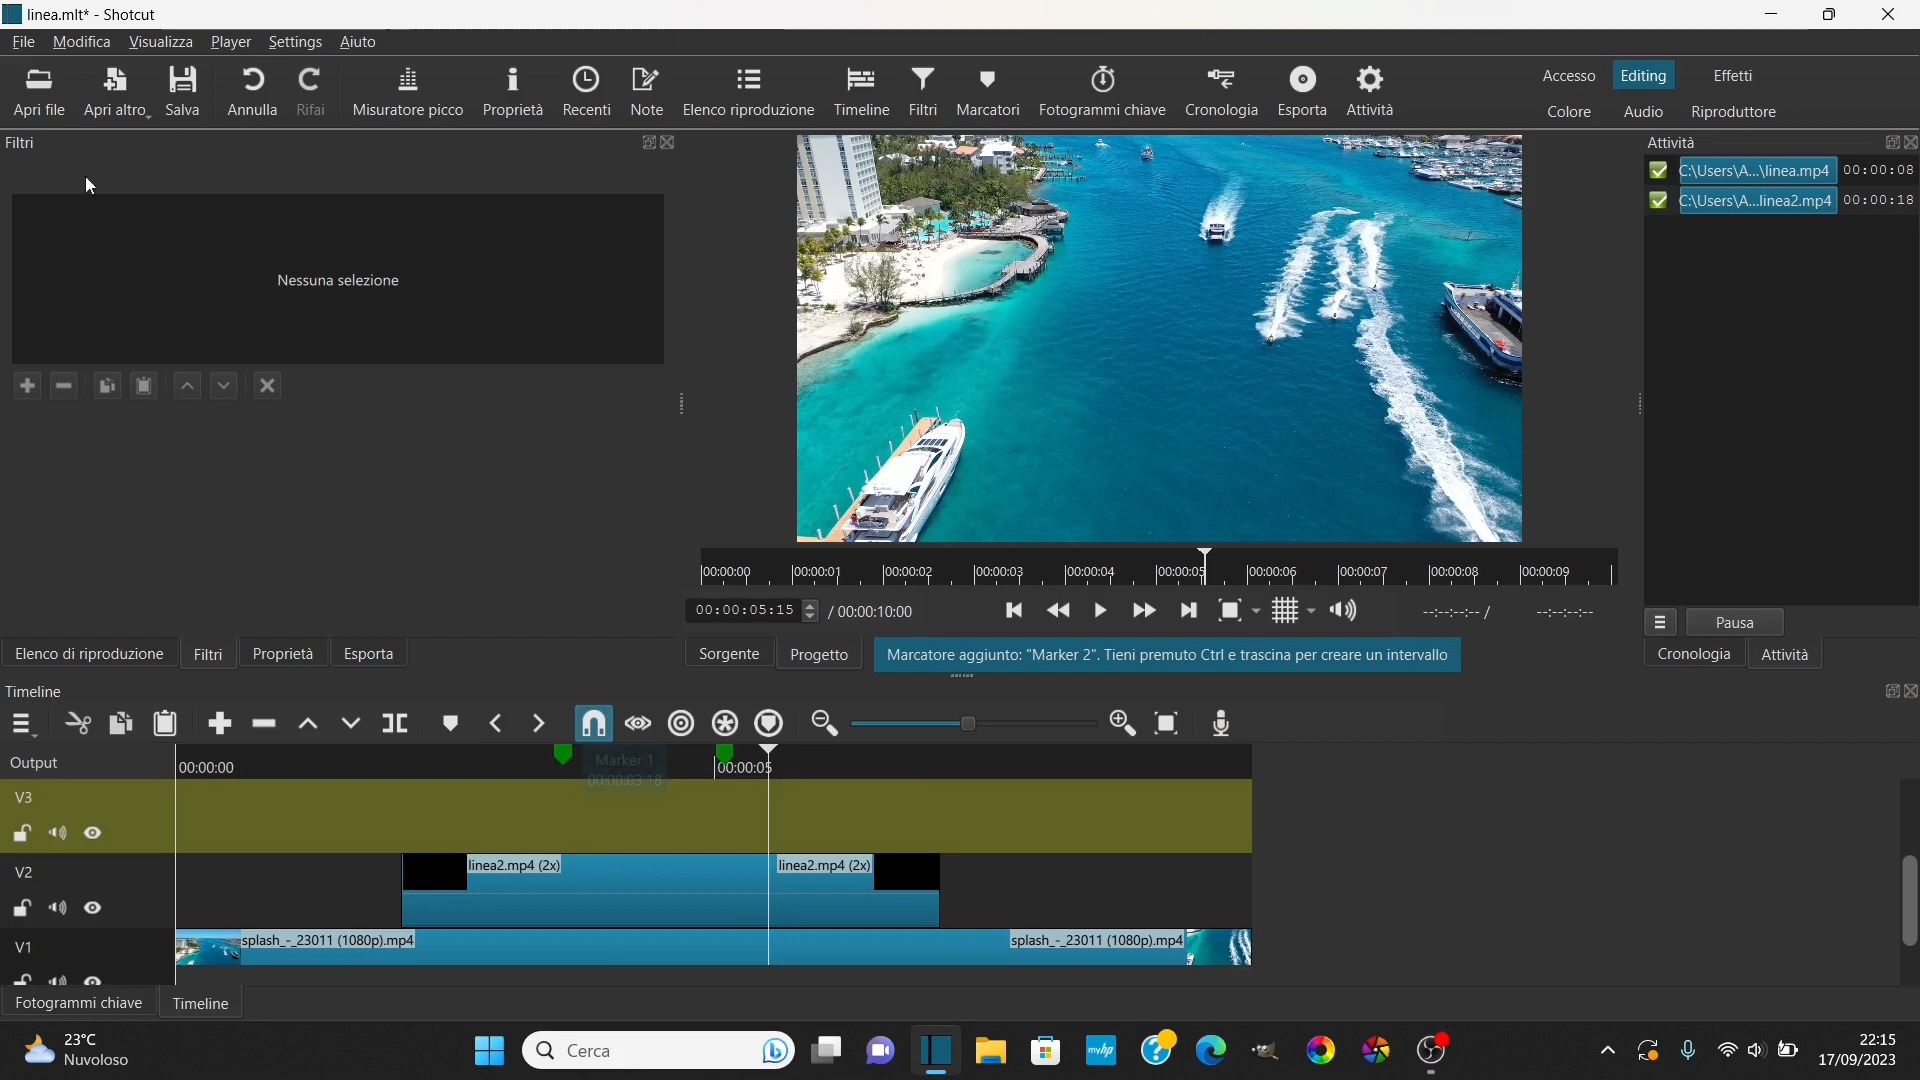 linea.mlt* - Shotcut
File Modifica Visualizza Player Settings Aiuto
Apri file Apri altro Salva Annulla Rifai Misuratore picco Proprietà Recenti Note Elenco riproduzione Timeline Filtri Marcatori Fotogrammi chiave Cronologia Esporta Attività
Accesso Editing Effetti
Colore Audio Riproduttore
Filtri
Nessuna selezione
Attività
C:\Users\A...\linea.mp4 00:00:08
C:\Users\A...linea2.mp4 00:00:18
00:00:00 00:00:01 00:00:02 00:00:03 00:00:04 00:00:05 00:00:06 00:00:07 00:00:08 00:00:09
00:00:05:15 / 00:00:10:00 --:--:--:-- / --:--:--:--
Pausa
Elenco di riproduzione Filtri Proprietà Esporta
Sorgente Progetto Marcatore aggiunto: "Marker 2". Tieni premuto Ctrl e trascina per creare un intervallo
Cronologia Attività
Timeline
Output
00:00:00 00:00:05
Marker 1
00:00:03:18
V3
V2
linea2.mp4 (2x) linea2.mp4 (2x)
V1
splash_-_23011 (1080p).mp4 splash_-_23011 (1080p).mp4
Fotogrammi chiave Timeline
23°C
Nuvoloso
Cerca
myhp
22:15
17/09/2023